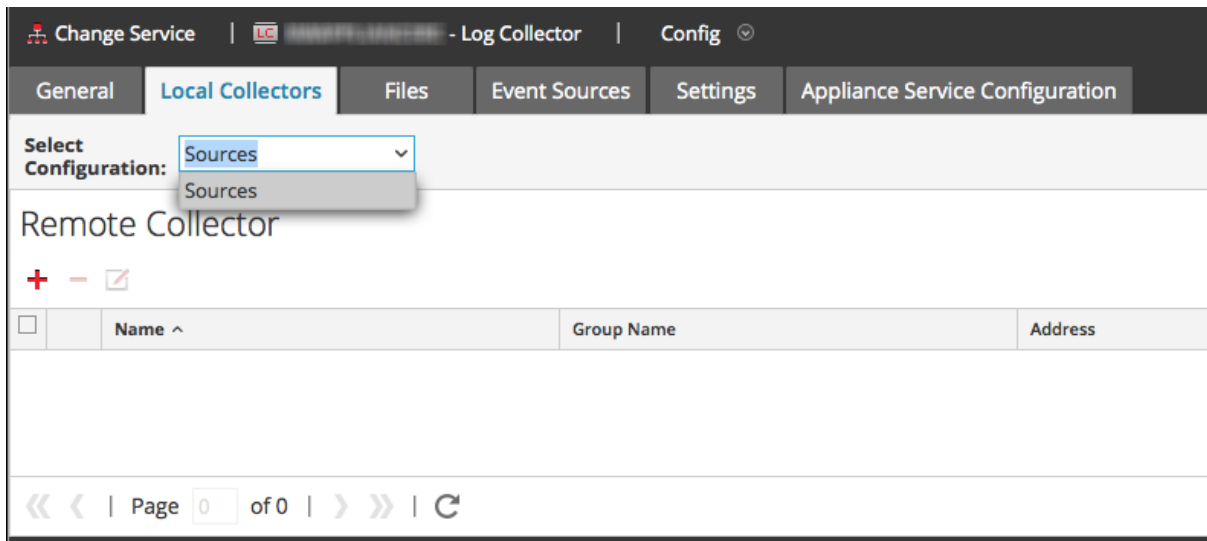 Change Service | LC - Log Collector | Config
General Local Collectors Files Event Sources Settings Appliance Service Configuration
Select
Configuration: Sources
Sources
Remote Collector
Name Group Name Address
Page 0 of 0